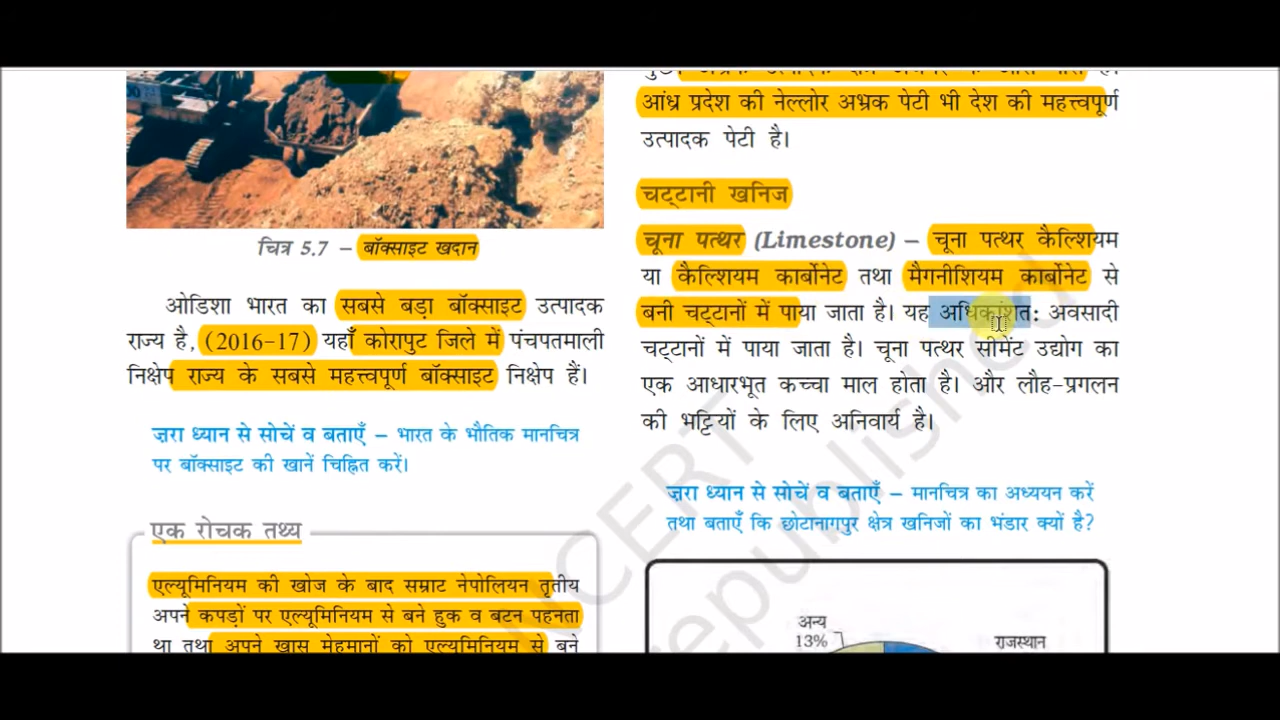 चित्र 5.7 – बॉक्साइट खदान
ओडिशा भारत का सबसे बड़ा बॉक्साइट उत्पादक
राज्य है, (2016-17) यहाँ कोरापुट जिले में पंचपतमाली
निक्षेप राज्य के सबसे महत्त्वपूर्ण बॉक्साइट निक्षेप हैं।
ज़रा ध्यान से सोचें व बताएँ – भारत के भौतिक मानचित्र
पर बॉक्साइट की खानें चिह्नित करें।
एक रोचक तथ्य
एल्यूमिनियम की खोज के बाद सम्राट नेपोलियन तृतीय
अपने कपड़ों पर एल्यूमिनियम से बने हुक व बटन पहनता
था तथा अपने खास मेहमानों को एल्यूमिनियम से बने
आंध्र प्रदेश की नेल्लोर अभ्रक पेटी भी देश की महत्त्वपूर्ण
उत्पादक पेटी है।
चट्टानी खनिज
चूना पत्थर (Limestone) – चूना पत्थर कैल्शियम
या कैल्शियम कार्बोनेट तथा मैगनीशियम कार्बोनेट से
बनी चट्टानों में पाया जाता है। यह अधिकांशत: अवसादी
चट्टानों में पाया जाता है। चूना पत्थर सीमेंट उद्योग का
एक आधारभूत कच्चा माल होता है। और लौह-प्रगलन
की भट्टियों के लिए अनिवार्य है।
ज़रा ध्यान से सोचें व बताएँ – मानचित्र का अध्ययन करें
तथा बताएँ कि छोटानागपुर क्षेत्र खनिजों का भंडार क्यों है?
अन्य
13%
राजस्थान
NCERT
republished